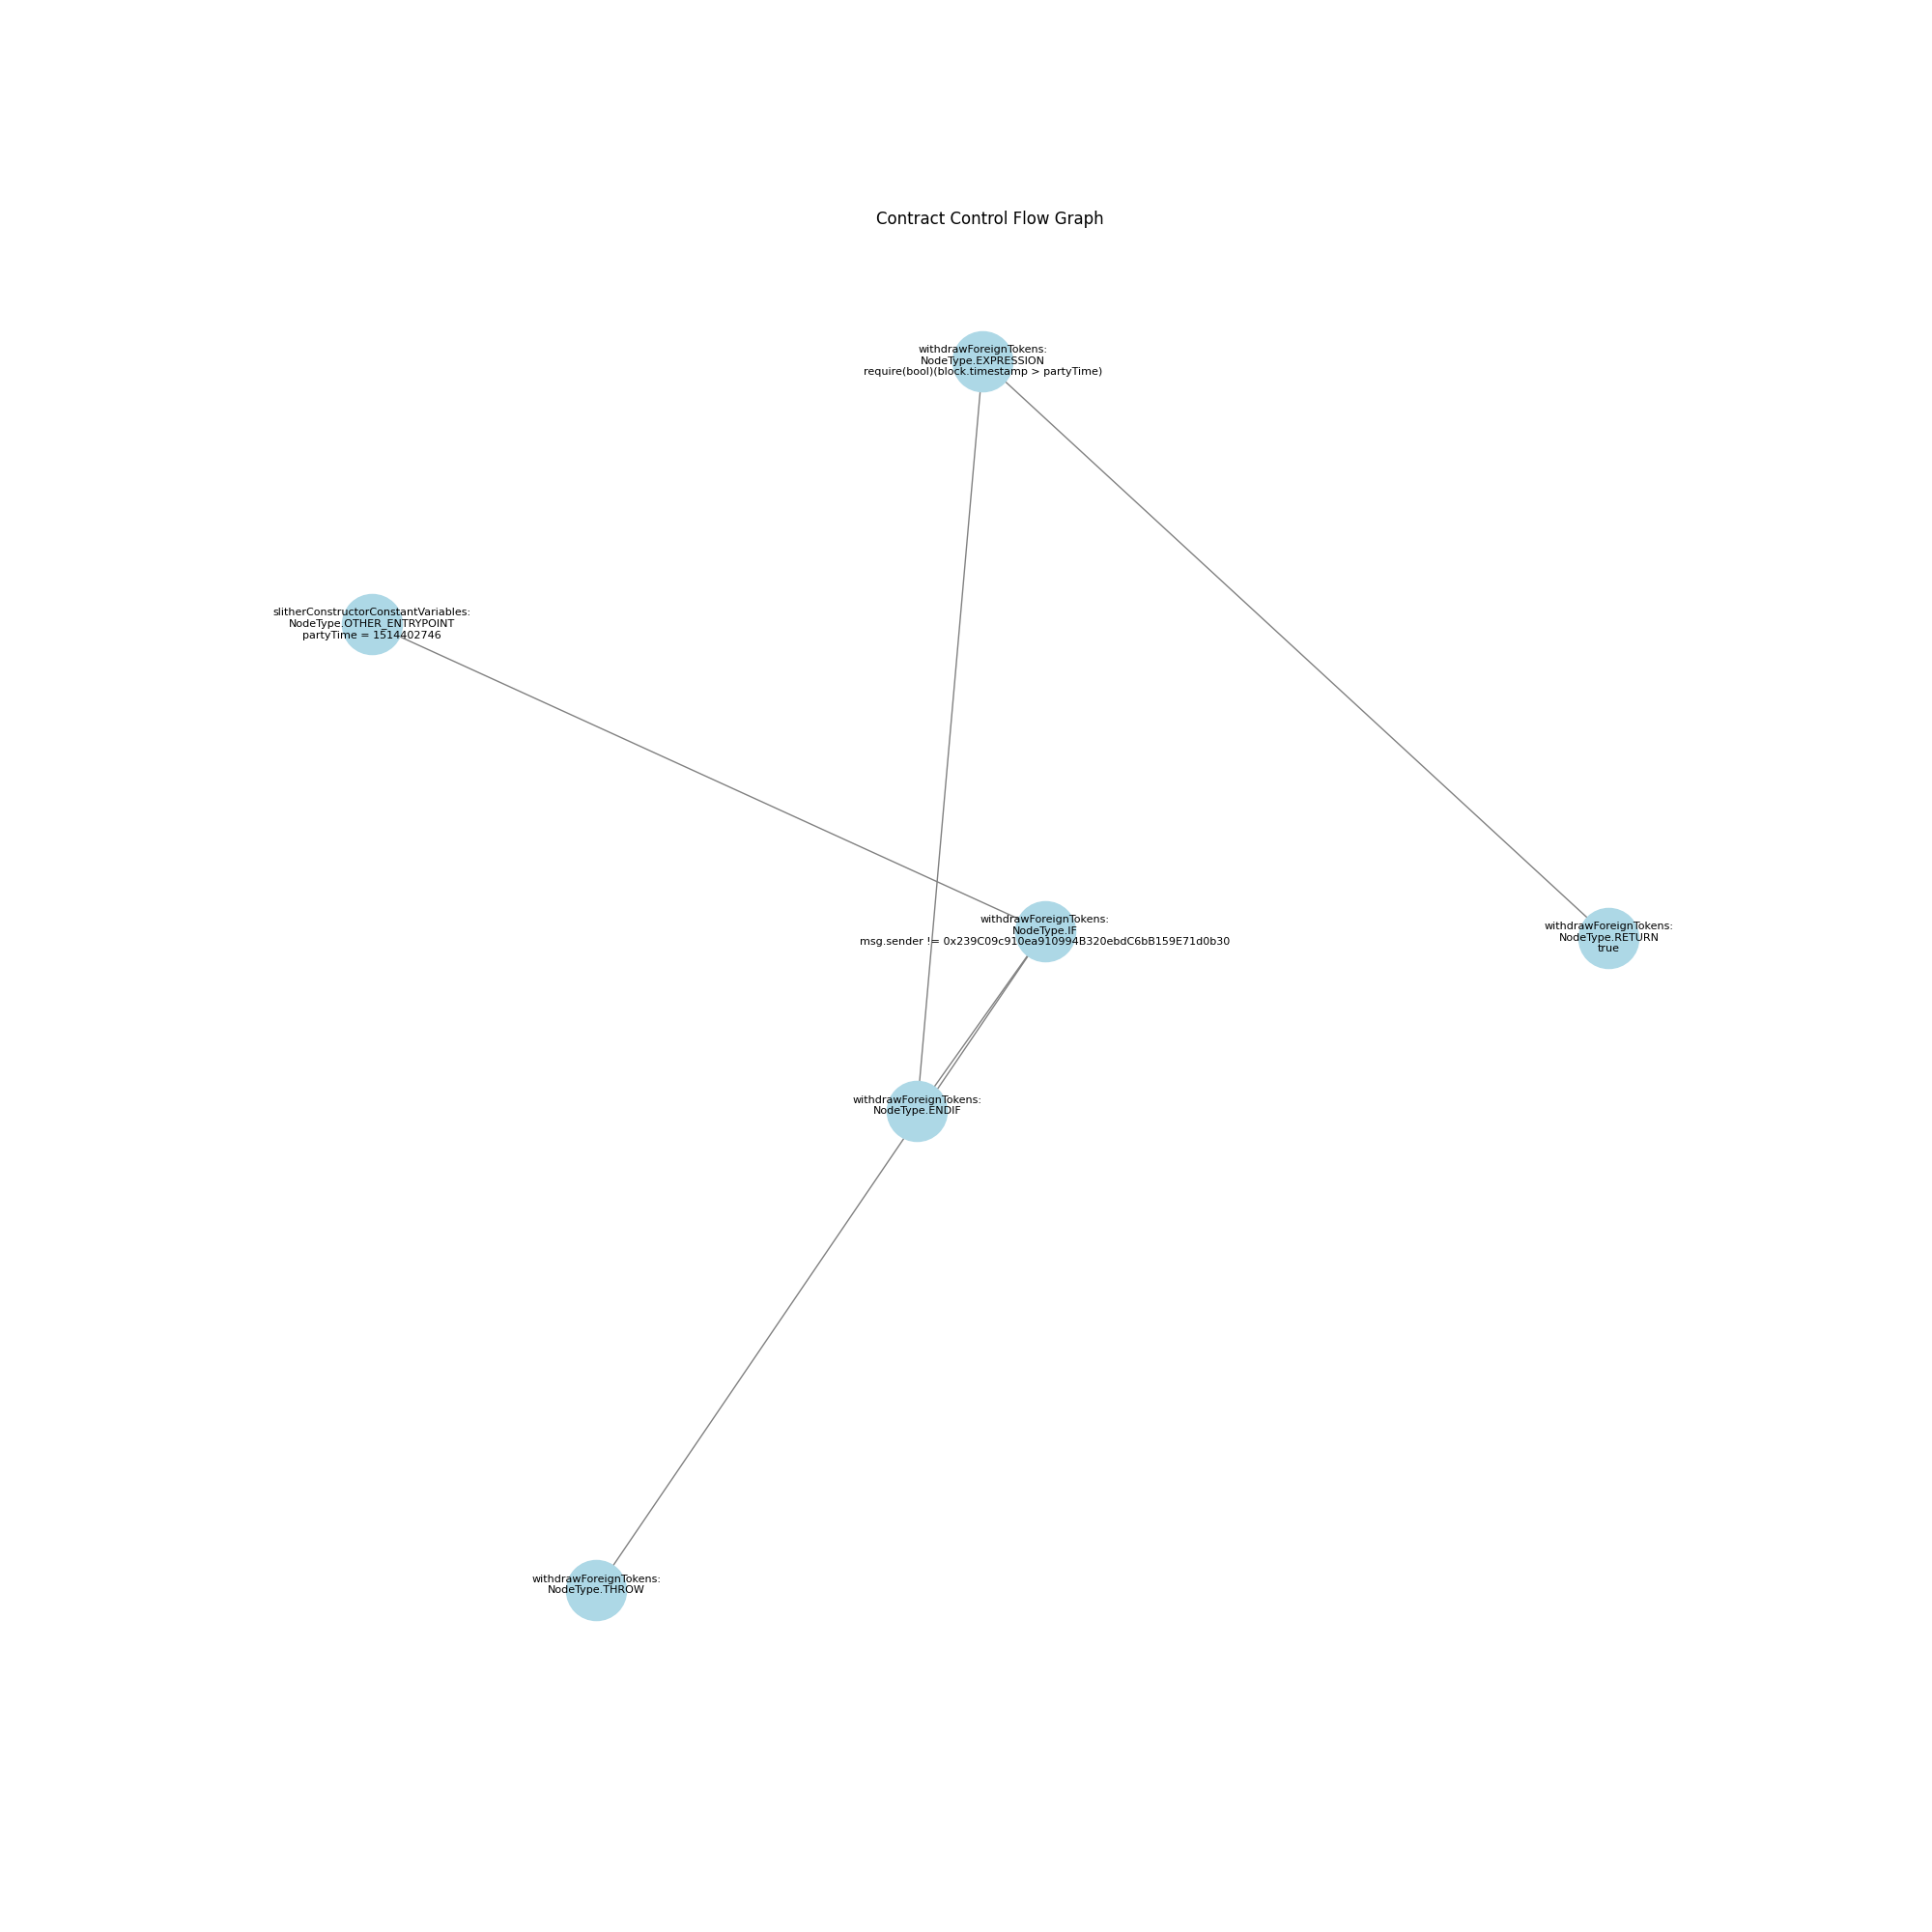 Contract Control Flow Graph
withdrawForeignTokens:
NodeType.EXPRESSION
require(bool)(block.timestamp > partyTime)
slitherConstructorConstantVariables:
NodeType.OTHER_ENTRYPOINT
partyTime = 1514402746
withdrawForeignTokens:
NodeType.IF
msg.sender != 0x239C09c910ea910994B320ebdC6bB159E71d0b30
withdrawForeignTokens:
NodeType.RETURN
true
withdrawForeignTokens:
NodeType.ENDIF
withdrawForeignTokens:
NodeType.THROW